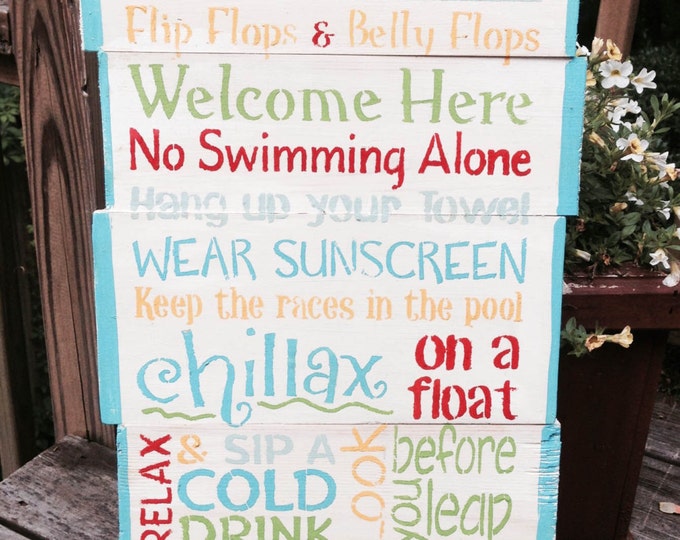 Flip Flops & Belly Flops
Welcome Here
No Swimming Alone
Hang up your Towel
WEAR SUNSCREEN
Keep the races in the pool
chillax
on a
float
RELAX
& SIP A
COLD
DRINK
LOOK
before
you
leap